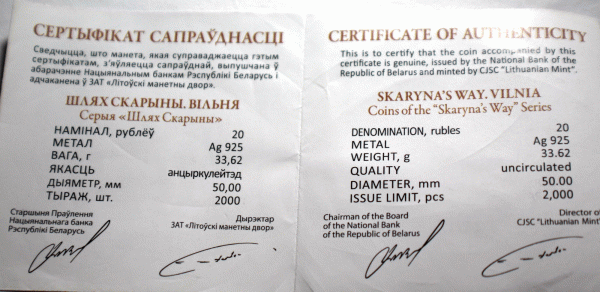 СЕРТЫФІКАТ САПРАЎДНАСЦІ
Сведчыцца, што манета, якая суправаджаецца гэтым
сертыфікатам, з'яўляецца сапраўднай, выпушчана ў
абарачэнне Нацыянальным банкам Рэспублікі Беларусь і
адчаканена ў ЗАТ «Літоўскі манетны двор».
ШЛЯХ СКАРЫНЫ. ВІЛЬНЯ
Серыя «Шлях Скарыны»
НАМІНАЛ, рублёў 20
МЕТАЛ Ag 925
ВАГА, г 33,62
ЯКАСЦЬ анцыркулейтэд
ДЫЯМЕТР, мм 50,00
ТЫРАЖ, шт. 2000
Старшыня Праўлення
Нацыянальнага банка
Рэспублікі Беларусь
Дырэктар
ЗАТ «Літоўскі манетны двор»
CERTIFICATE OF AUTHENTICITY
This is to certify that the coin accompanied by this
certificate is genuine, issued by the National Bank of the
Republic of Belarus and minted by CJSC "Lithuanian Mint".
SKARYNA'S WAY. VILNIA
Coins of the "Skaryna's Way" Series
DENOMINATION, rubles 20
METAL Ag 925
WEIGHT, g 33.62
QUALITY uncirculated
DIAMETER, mm 50.00
ISSUE LIMIT, pcs 2,000
Chairman of the Board
of the National Bank
of the Republic of Belarus
Director o
CJSC "Lithuanian Mint"